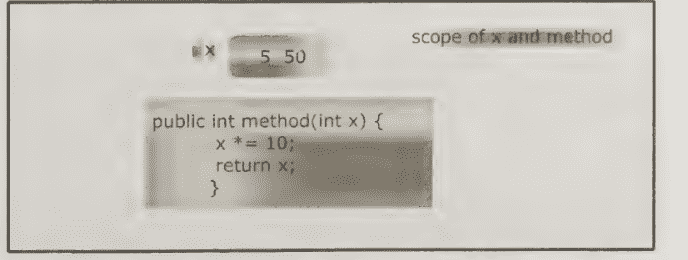 scope of x and method
x 5 50
public int method(int x) {
x *= 10;
return x;
}